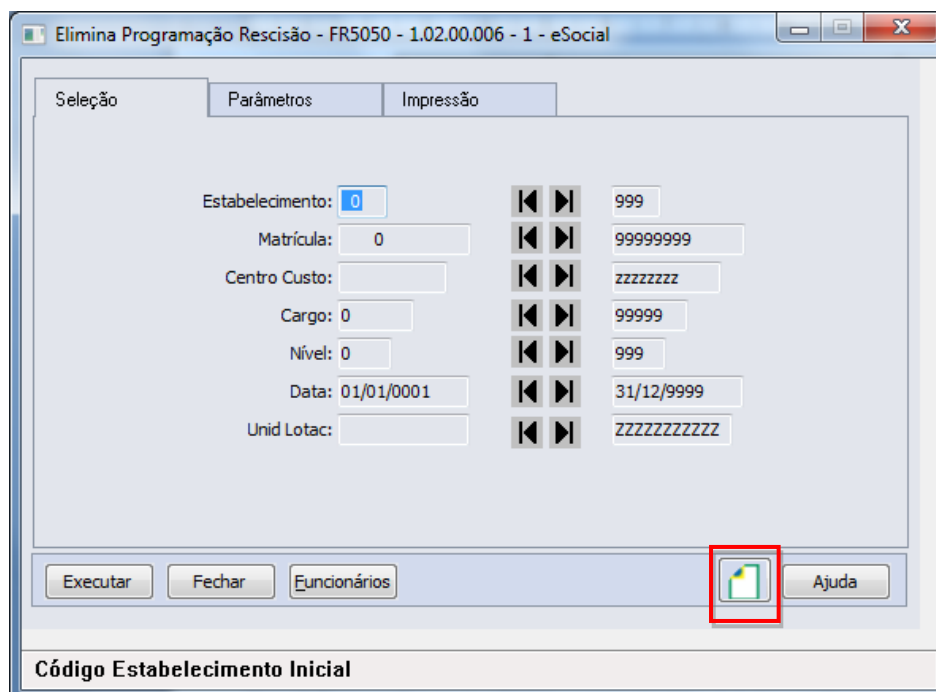 Elimina Programação Rescisão - FR5050 - 1.02.00.006 - 1 - eSocial
Seleção Parâmetros Impressão
Estabelecimento: 0 999
Matrícula: 0 99999999
Centro Custo: zzzzzzzz
Cargo: 0 99999
Nível: 0 999
Data: 01/01/0001 31/12/9999
Unid Lotac: ZZZZZZZZZZZ
Executar Fechar Funcionários Ajuda
Código Estabelecimento Inicial